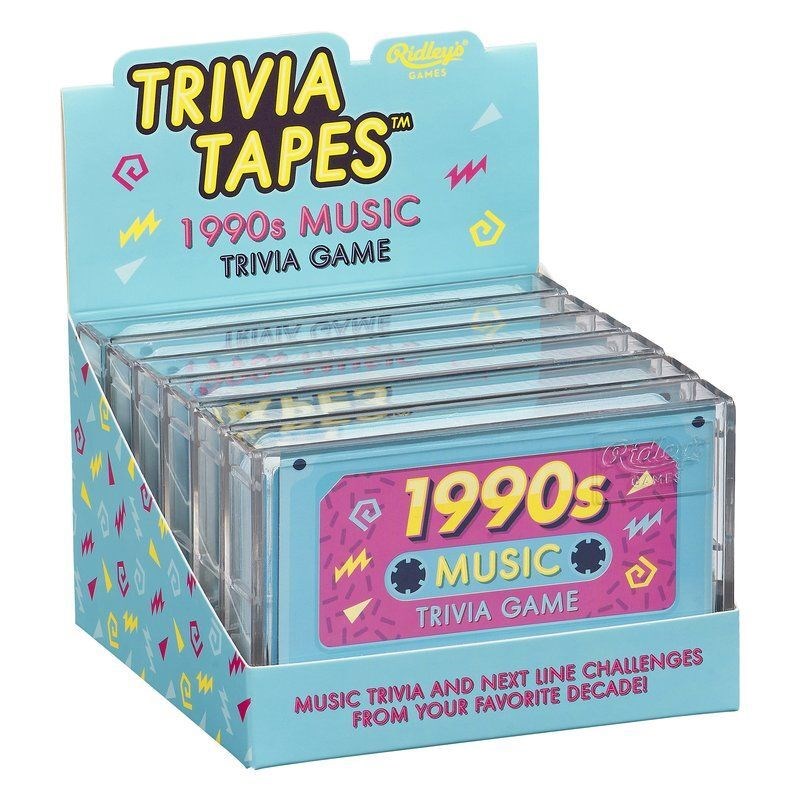 Ridley's®
GAMES
TRIVIA
TAPES™
1990s MUSIC
TRIVIA GAME
Ridley's
GAMES
1990s
MUSIC
TRIVIA GAME
MUSIC TRIVIA AND NEXT LINE CHALLENGES
FROM YOUR FAVORITE DECADE!